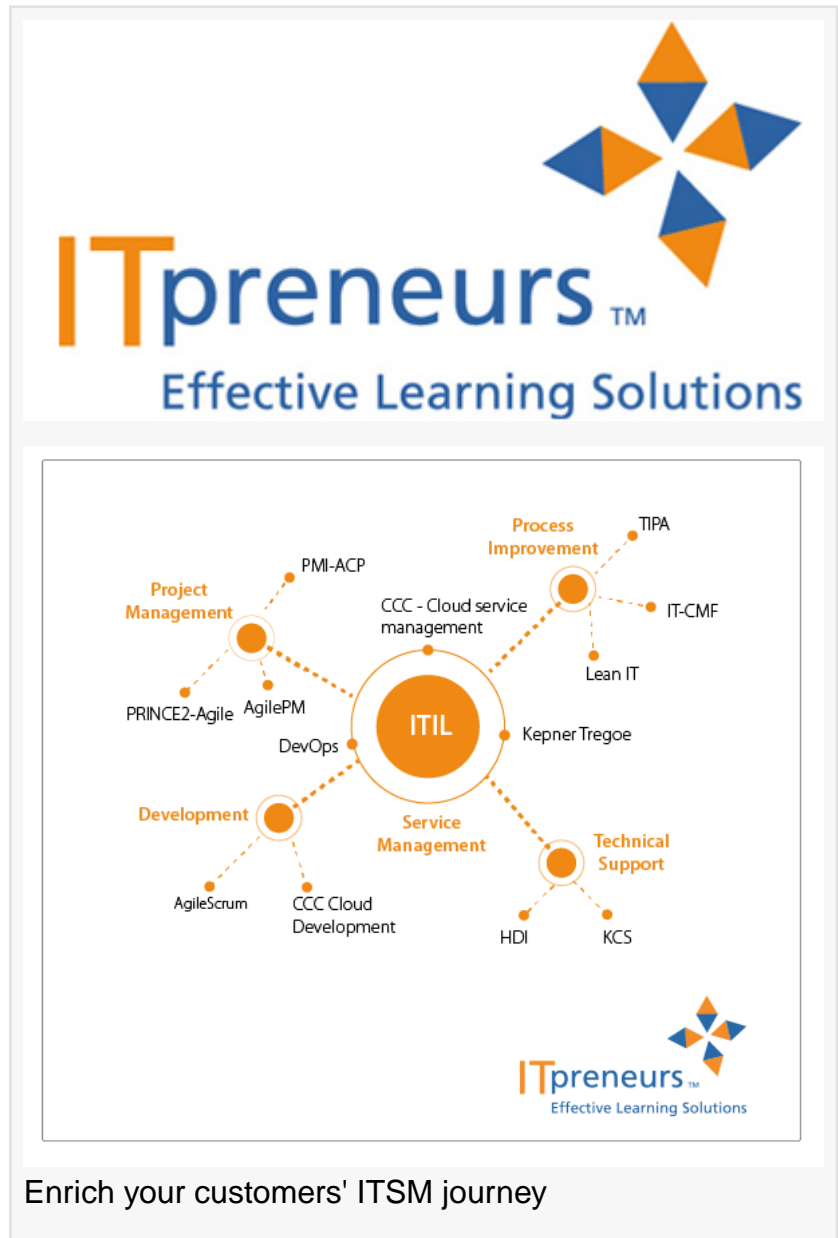 ITpreneurs TM
Effective Learning Solutions
Process
Improvement
TIPA
IT-CMF
Lean IT
PMI-ACP
Project
Management
PRINCE2-Agile
AgilePM
CCC - Cloud service
management
ITIL
Kepner Tregoe
DevOps
Service
Management
Development
AgileScrum
CCC Cloud
Development
Technical
Support
HDI
KCS
ITpreneurs TM
Effective Learning Solutions
Enrich your customers' ITSM journey